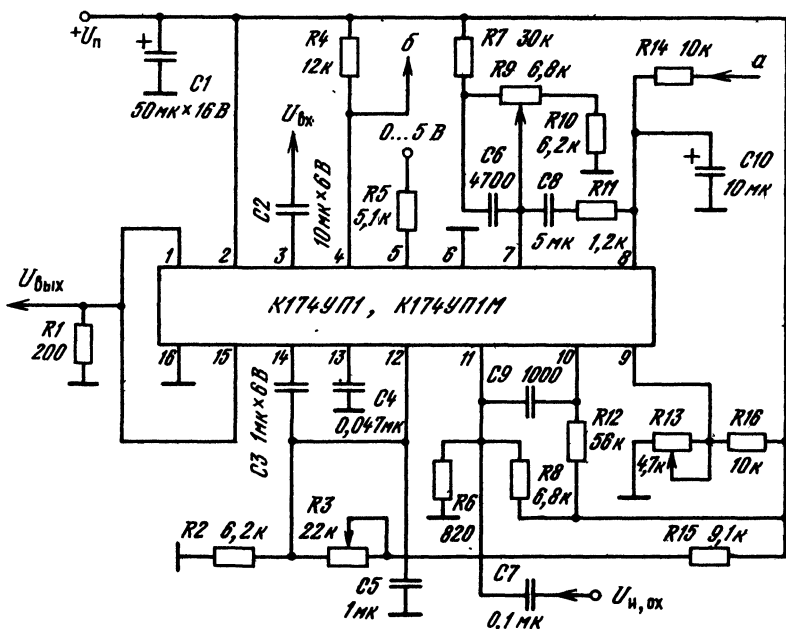 +Uп
C1
50мк×16В
R4
12к
б
R7 30к
R9 6,8к
R14 10к
а
Uвх
0...5 В
C2
10мк×6В
R5
5,1к
C6
4700
C8
5мк
R10
6,2к
R11
1,2к
C10
10мк
1 2 3 4 5 6 7 8
Uвых
К174УП1, К174УП1М
R1
200
16 15 14 13 12 11 10 9
C3 1мк×6В
C4
0,047мк
C9 1000
R12
56к
R13
4,7к
R16
10к
R6
820
R8
6,8к
R2 6,2к
R3
22к
R15 9,1к
C5
1мк
C7
0,1мк
Uи,ох